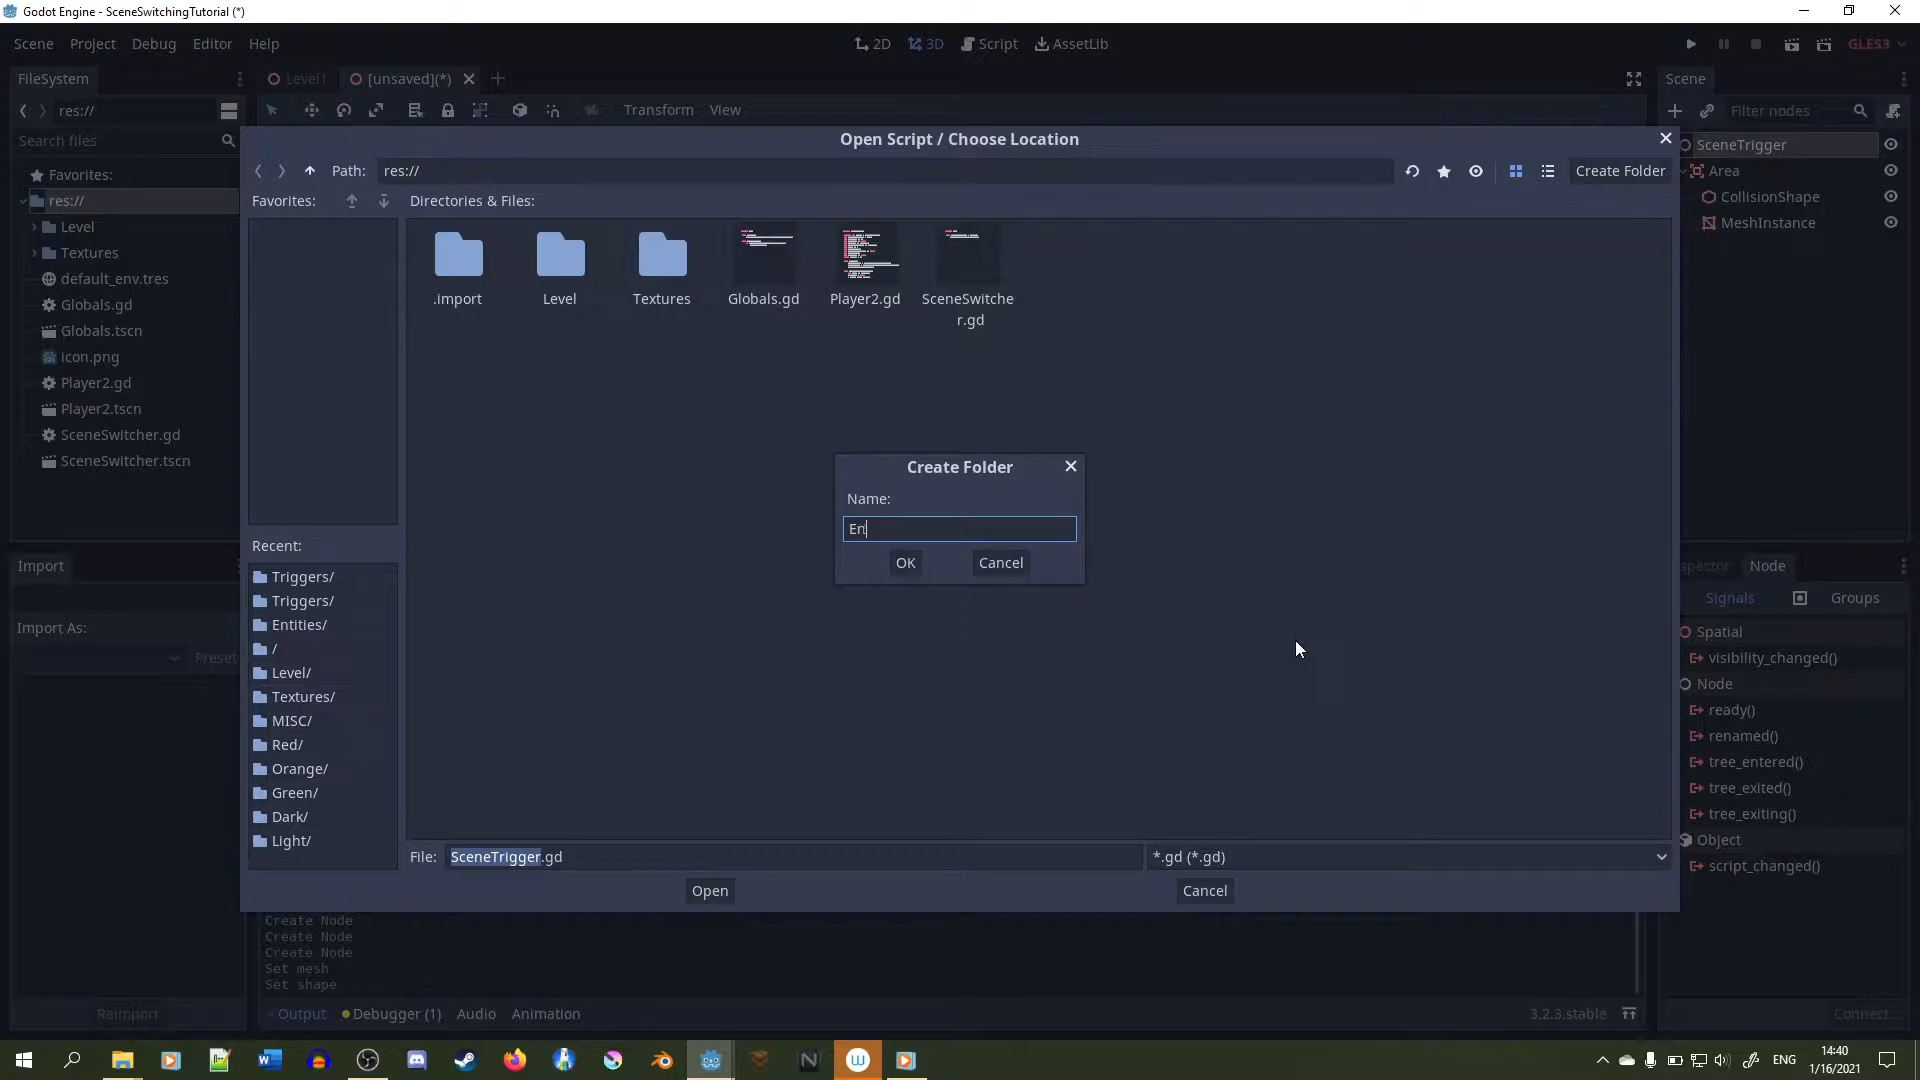 Godot Engine - SceneSwitchingTutorial (*)
Scene Project Debug Editor Help
2D 3D Script AssetLib
GLES3
FileSystem
Level1 [unsaved](*)
Scene
res://
Transform View
Filter nodes
Search files
Open Script / Choose Location
SceneTrigger
Path: res:// Create Folder
Area
Favorites:
Favorites: Directories & Files:
res://
CollisionShape
Level
MeshInstance
Textures
default_env.tres
Globals.gd
Globals.tscn
icon.png
Player2.gd
Player2.tscn
SceneSwitcher.gd
SceneSwitcher.tscn
.import Level Textures Globals.gd Player2.gd SceneSwitche
r.gd
Create Folder
Name:
En
OK Cancel
Recent:
Triggers/
Triggers/
Entities/
/
Level/
Textures/
MISC/
Red/
Orange/
Green/
Dark/
Light/
Import
Import As:
Preset
Reimport
spector Node
Signals Groups
Spatial
visibility_changed()
Node
ready()
renamed()
tree_entered()
tree_exited()
tree_exiting()
Object
script_changed()
File: SceneTrigger.gd *.gd (*.gd)
Open Cancel
Create Node
Create Node
Create Node
Set mesh
Set shape
Output Debugger (1) Audio Animation 3.2.3.stable
Connect
ENG
14:40
1/16/2021